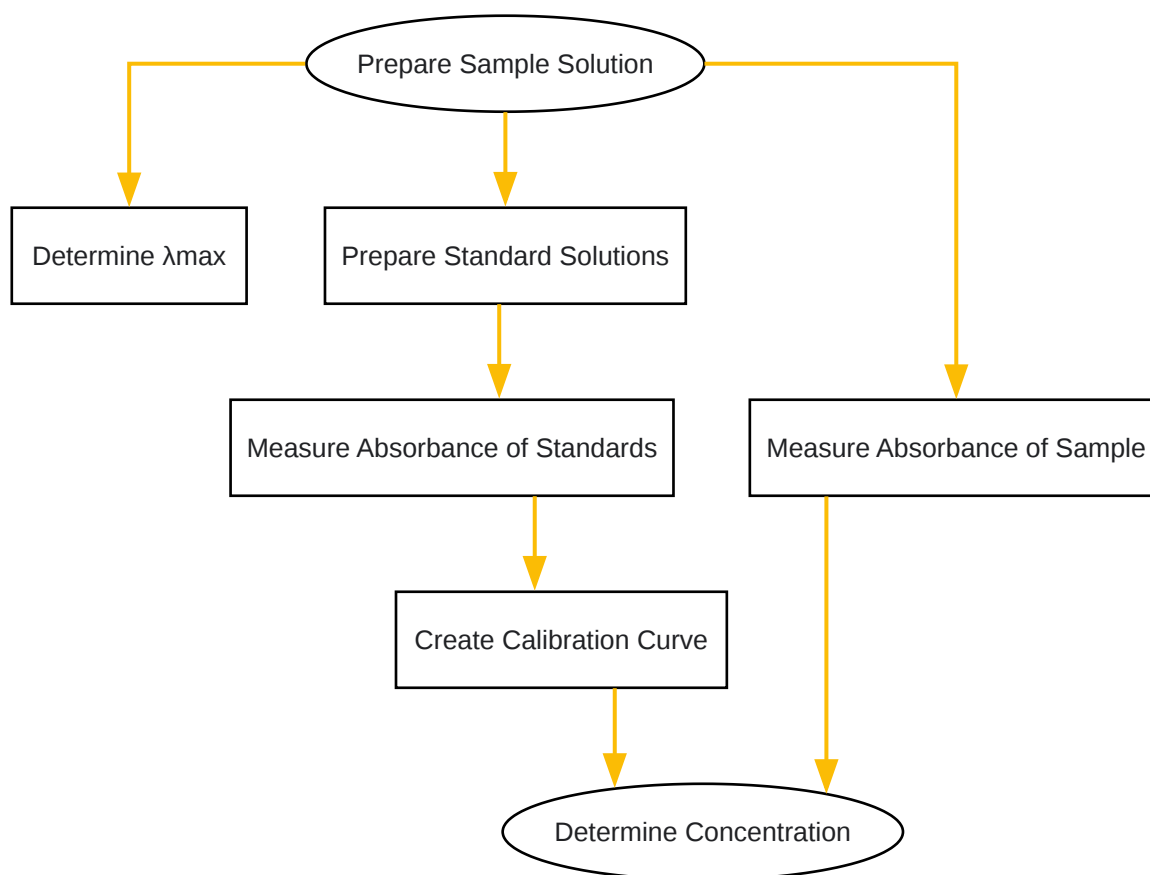 Prepare Sample Solution
Determine λmax
Prepare Standard Solutions
Measure Absorbance of Standards
Measure Absorbance of Sample
Create Calibration Curve
Determine Concentration